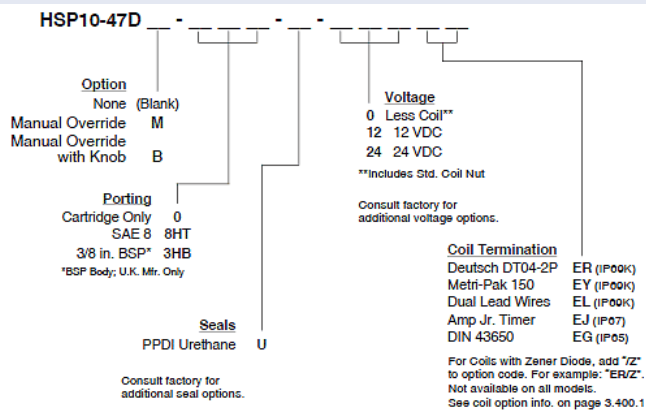 HSP10-47D __ - __ __ __ - __ - __ __ __ __ __
Option
None (Blank)
Manual Override M
Manual Override
with Knob B
Porting
Cartridge Only 0
SAE 8 8HT
3/8 in. BSP* 3HB
*BSP Body; U.K. Mfr. Only
Seals
PPDI Urethane U
Consult factory for
additional seal options.
Voltage
0 Less Coil**
12 12 VDC
24 24 VDC
**Includes Std. Coil Nut
Consult factory for
additional voltage options.
Coil Termination
Deutsch DT04-2P ER (IP69K)
Metri-Pak 150 EY (IP69K)
Dual Lead Wires EL (IP69K)
Amp Jr. Timer EJ (IP67)
DIN 43650 EG (IP65)
For Coils with Zener Diode, add "/Z"
to option code. For example: "ER/Z".
Not available on all models.
See coil option info. on page 3.400.1